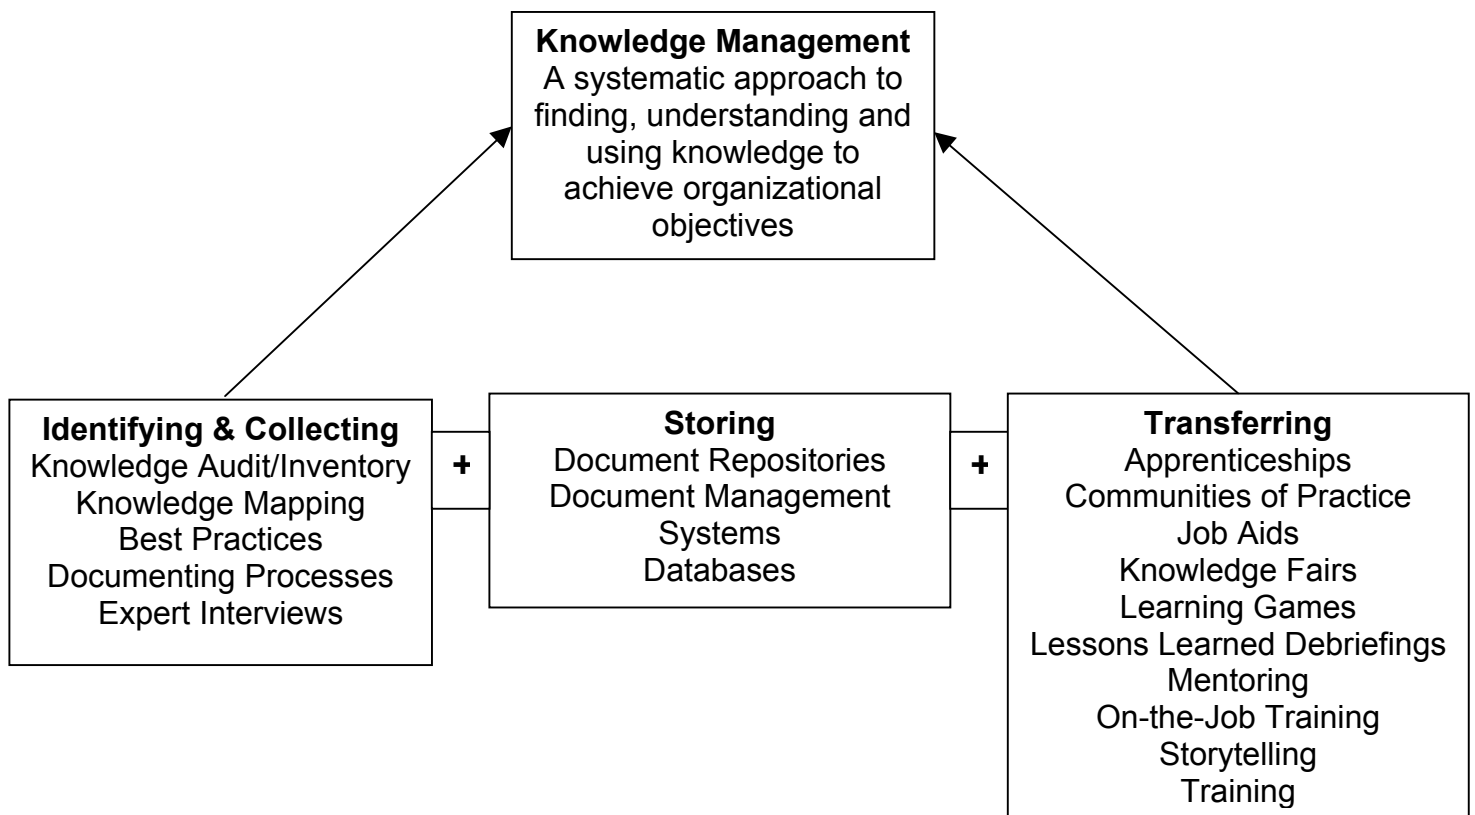 Knowledge Management
A systematic approach to
finding, understanding and
using knowledge to
achieve organizational
objectives
Identifying & Collecting
Knowledge Audit/Inventory
Knowledge Mapping
Best Practices
Documenting Processes
Expert Interviews
+
Storing
Document Repositories
Document Management
Systems
Databases
+
Transferring
Apprenticeships
Communities of Practice
Job Aids
Knowledge Fairs
Learning Games
Lessons Learned Debriefings
Mentoring
On-the-Job Training
Storytelling
Training